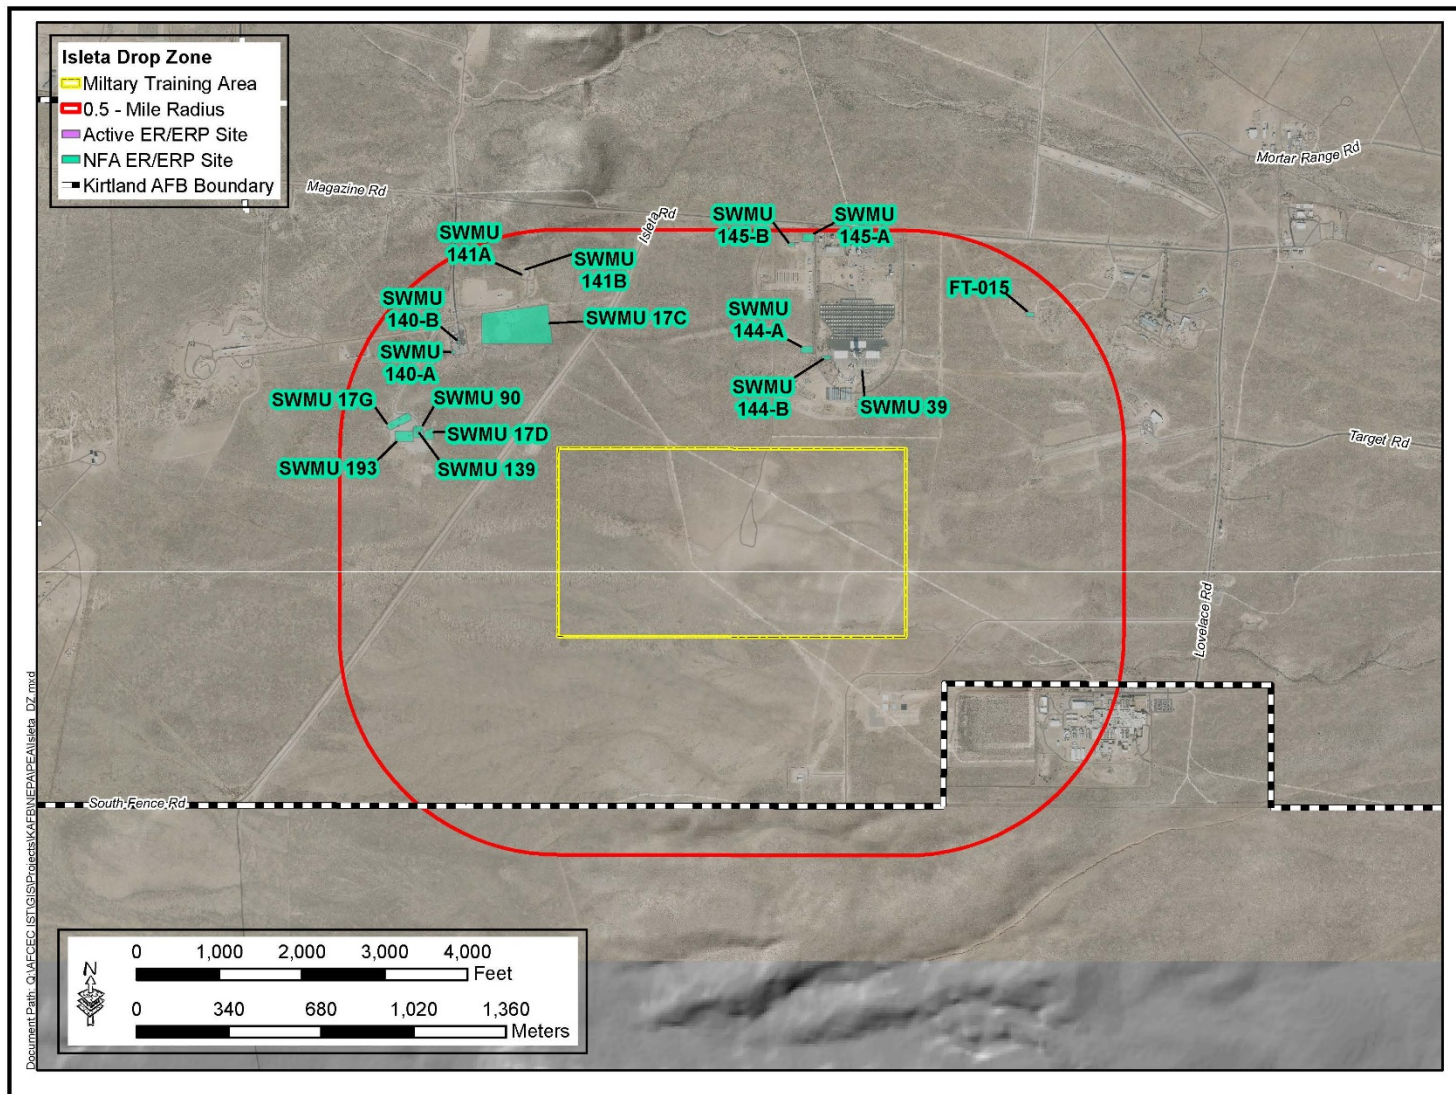 Isleta Drop Zone
Miltary Training Area
0.5 - Mile Radius
Active ER/ERP Site
NFA ER/ERP Site
Kirtland AFB Boundary
Mortar Range Rd
Magazine Rd
Isleta Rd
SWMU
145-B
SWMU
145-A
SWMU
141A
SWMU
141B
FT-015
SWMU
140-B
SWMU 17C
SWMU
144-A
SWMU
140-A
SWMU
144-B
SWMU 39
SWMU 17G
SWMU 90
SWMU 17D
SWMU 193
SWMU 139
Target Rd
Lovelace Rd
South Fence Rd
N
0 1,000 2,000 3,000 4,000
Feet
0 340 680 1,020 1,360
Meters
Document Path: Q:\AFCEC IST\GIS\Projects\KAFB\NEPA\PEA\Isleta_DZ.mxd